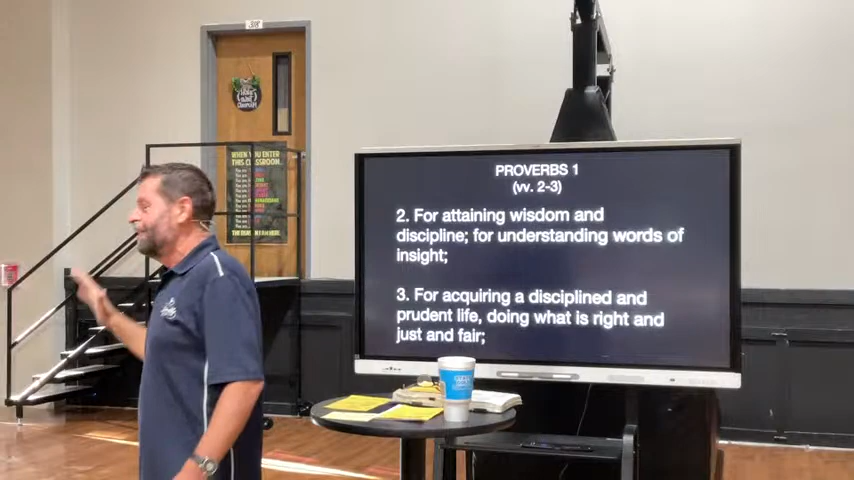 318
WHEN YOU ENTER
THIS CLASSROOM
PROVERBS 1
(vv. 2-3)
2. For attaining wisdom and
discipline; for understanding words of
insight;
3. For acquiring a disciplined and
prudent life, doing what is right and
just and fair;